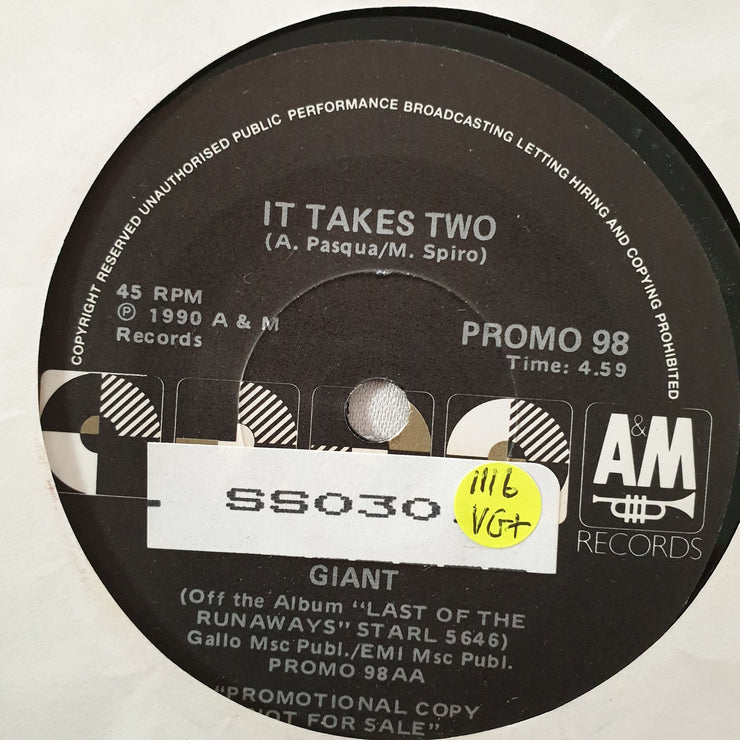 COPYRIGHT RESERVED UNAUTHORISED PUBLIC PERFORMANCE BROADCASTING LETTING HIRING AND COPYING PROHIBITED
IT TAKES TWO
(A. Pasqua/M. Spiro)
45 RPM
℗ 1990 A & M
Records
PROMO 98
Time: 4.59
A&M
RECORDS
SS030
VG+
GIANT
(Off the Album "LAST OF THE
RUNAWAYS" STARL 5646)
Gallo Msc Publ./EMI Msc Publ.
PROMO 98AA
"PROMOTIONAL COPY
NOT FOR SALE"